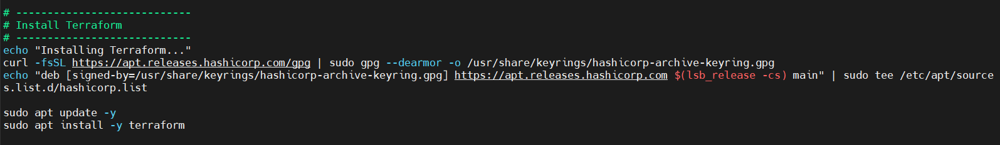 # ----------------------------
# Install Terraform
# ----------------------------
echo "Installing Terraform..."
curl -fsSL https://apt.releases.hashicorp.com/gpg | sudo gpg --dearmor -o /usr/share/keyrings/hashicorp-archive-keyring.gpg
echo "deb [signed-by=/usr/share/keyrings/hashicorp-archive-keyring.gpg] https://apt.releases.hashicorp.com $(lsb_release -cs) main" | sudo tee /etc/apt/source
s.list.d/hashicorp.list
sudo apt update -y
sudo apt install -y terraform